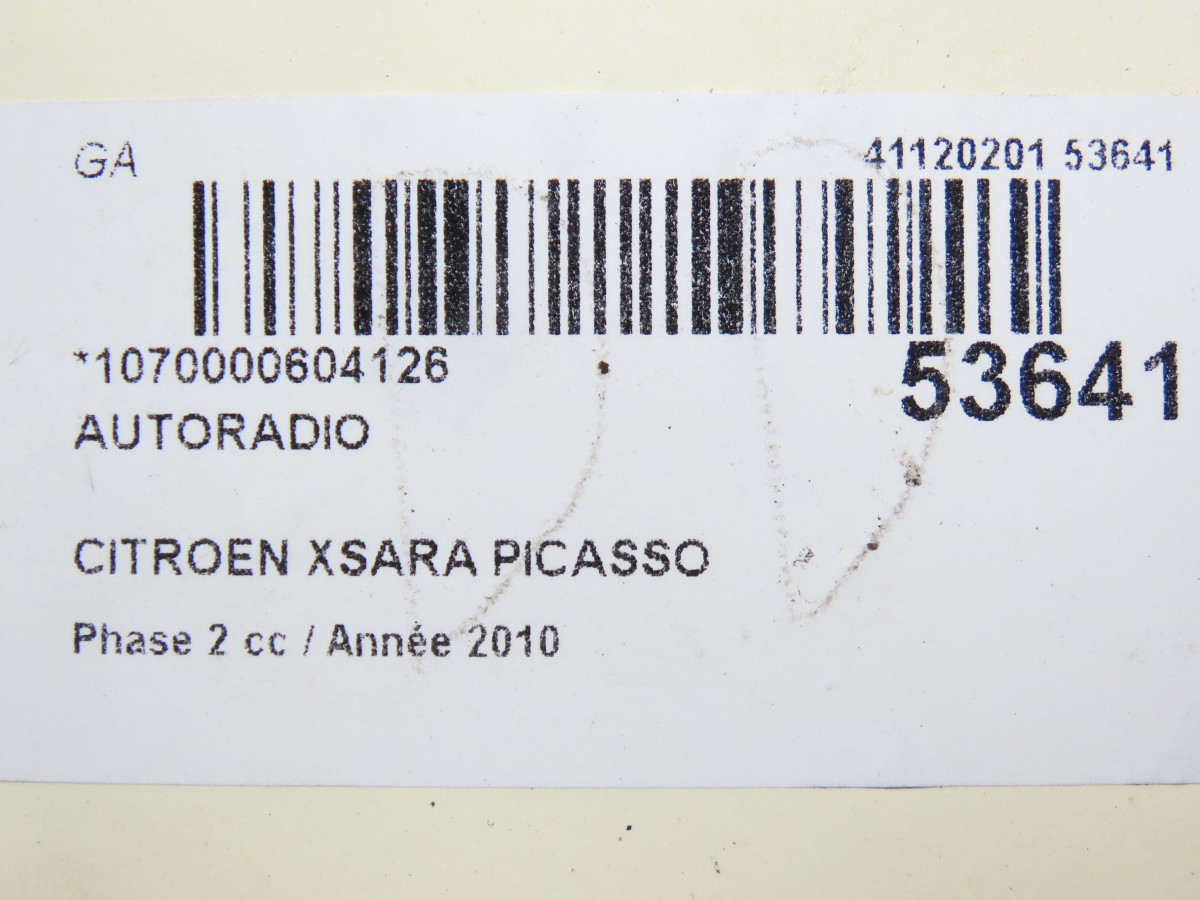 GA 41120201 53641
*1070000604126 53641
AUTORADIO
CITROEN XSARA PICASSO
Phase 2 cc / Année 2010